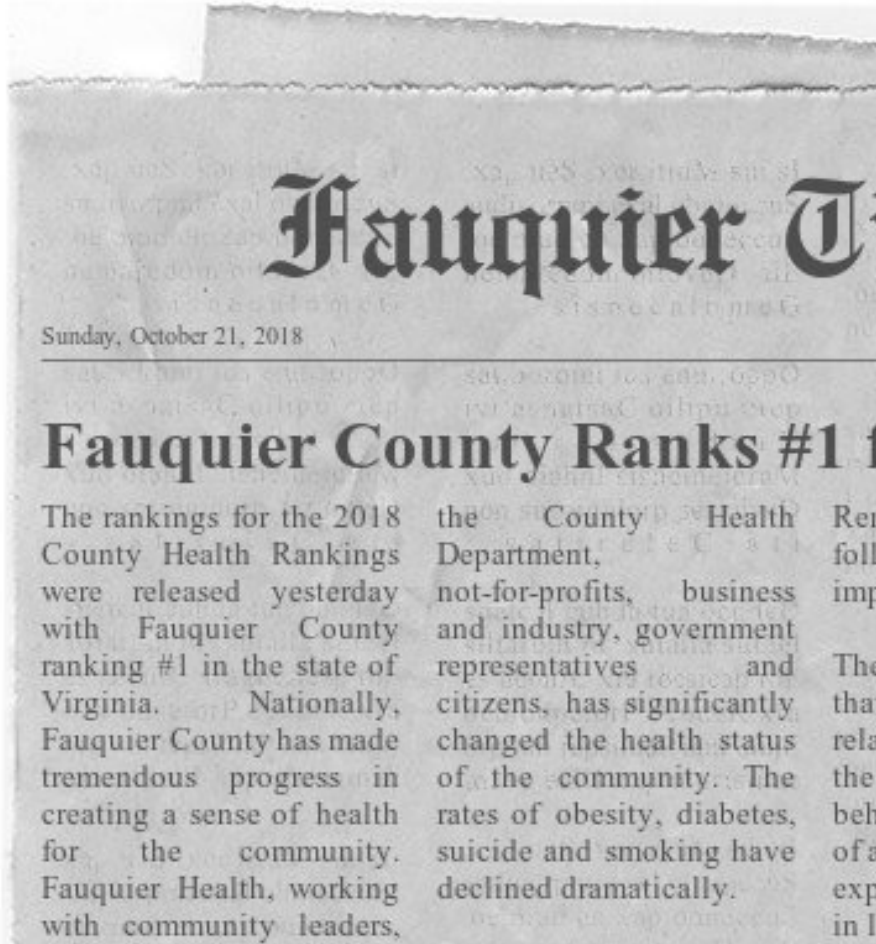 Fauquier
Sunday, October 21, 2018
Fauquier County Ranks #1
The rankings for the 2018
County Health Rankings
were released yesterday
with Fauquier County
ranking #1 in the state of
Virginia. Nationally,
Fauquier County has made
tremendous progress in
creating a sense of health
for the community.
Fauquier Health, working
with community leaders,
the County Health
Department,
not-for-profits, business
and industry, government
representatives and
citizens, has significantly
changed the health status
of the community. The
rates of obesity, diabetes,
suicide and smoking have
declined dramatically.
The
the
of
in